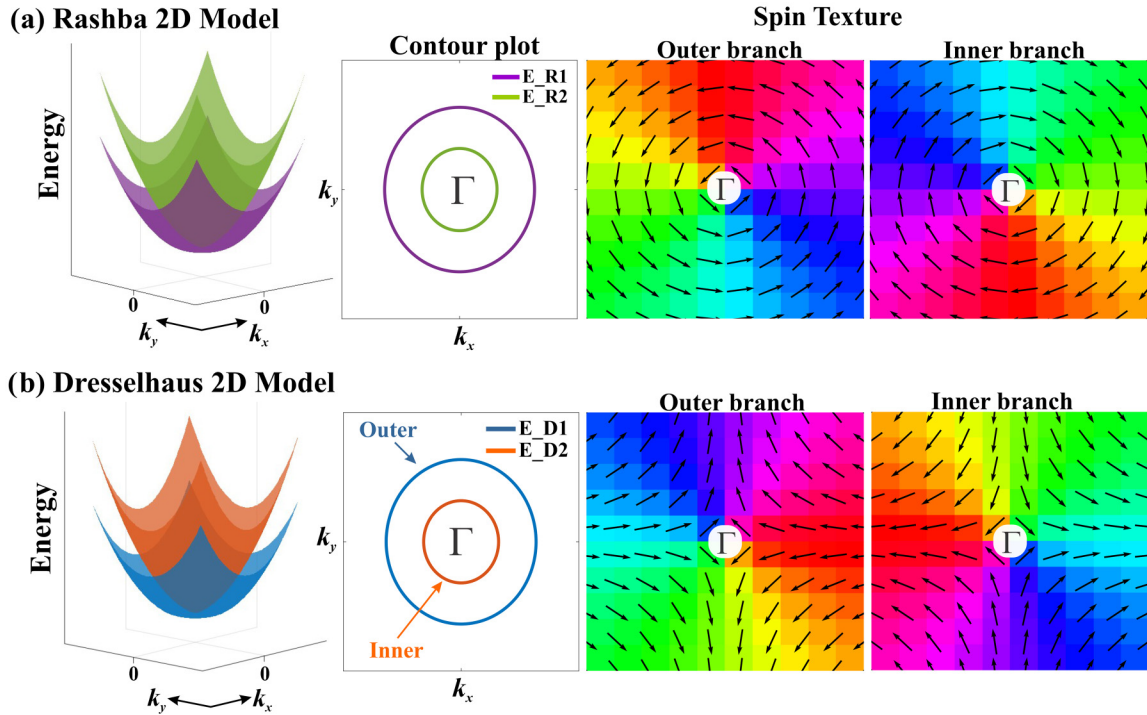 (a) Rashba 2D Model
Energy
0
0
k_y
k_x
Contour plot
E_R1
E_R2
Γ
k_y
k_x
Spin Texture
Outer branch
Inner branch
Γ
Γ
(b) Dresselhaus 2D Model
Energy
0
0
k_y
k_x
Outer
E_D1
E_D2
Γ
k_y
Inner
k_x
Outer branch
Inner branch
Γ
Γ